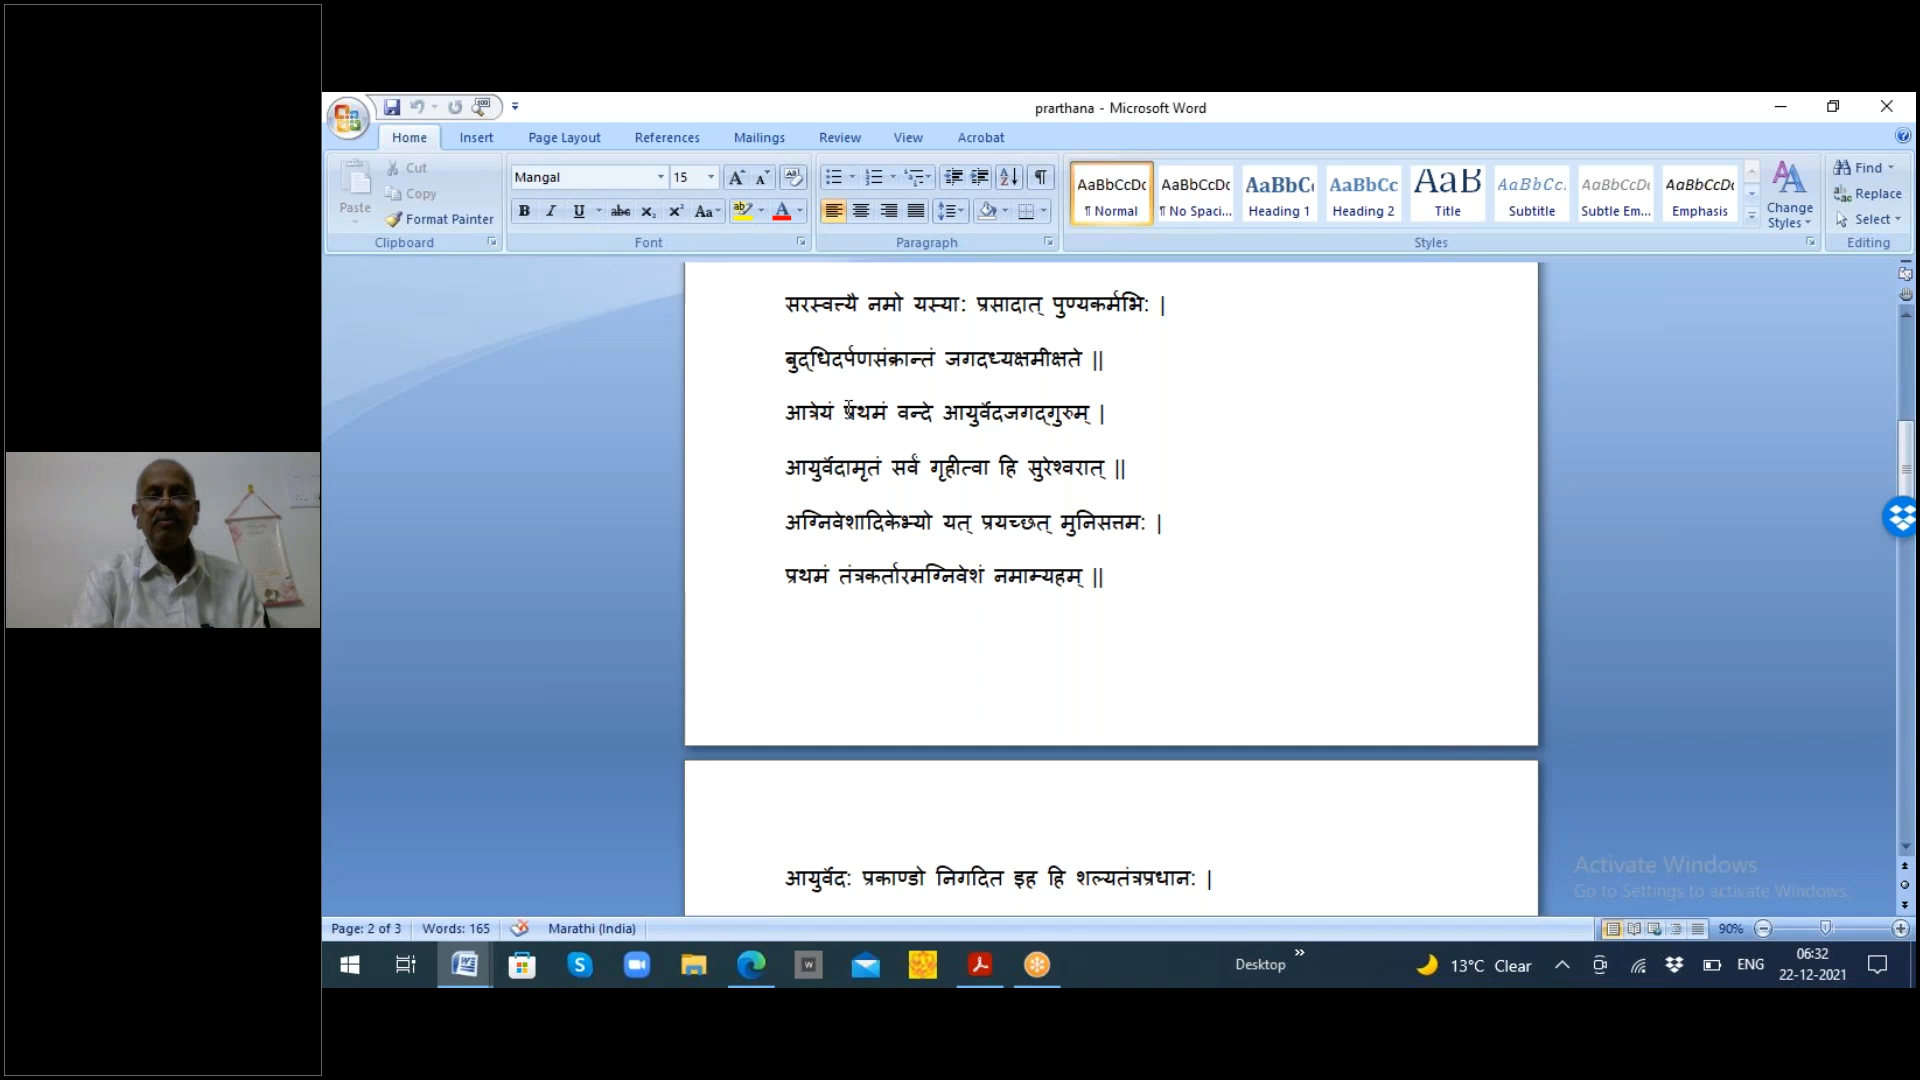 prarthana - Microsoft Word
Home Insert Page Layout References Mailings Review View Acrobat
Paste
Cut
Copy
Format Painter
Clipboard
Mangal 15
Font
Paragraph
AaBbCcDc AaBbCcDc AaBbC AaBbCc AaB AaBbCc. AaBbCcDc AaBbCcDc
¶ Normal ¶ No Spaci... Heading 1 Heading 2 Title Subtitle Subtle Em... Emphasis
Change Styles
Styles
Find
Replace
Select
Editing
सरस्वत्यै नमो यस्या: प्रसादात् पुण्यकर्मभि: |
बुद्धिदर्पणसंक्रान्तं जगदध्यक्षमीक्षते ||
आत्रेयं प्रथमं वन्दे आयुर्वेदजगद्गुरुम् |
आयुर्वेदामृतं सर्वं गृहीत्वा हि सुरेश्वरात् ||
अग्निवेशादिकेभ्यो यत् प्रयच्छत् मुनिसत्तम: |
प्रथमं तंत्रकर्तारमग्निवेशं नमाम्यहम् ||
आयुर्वेद: प्रकाण्डो निगदित इह हि शल्यतंत्रप्रधान: |
Activate Windows
Go to Settings to activate Windows.
Page: 2 of 3 Words: 165 Marathi (India) 90%
Desktop 13°C Clear ENG 06:32
22-12-2021